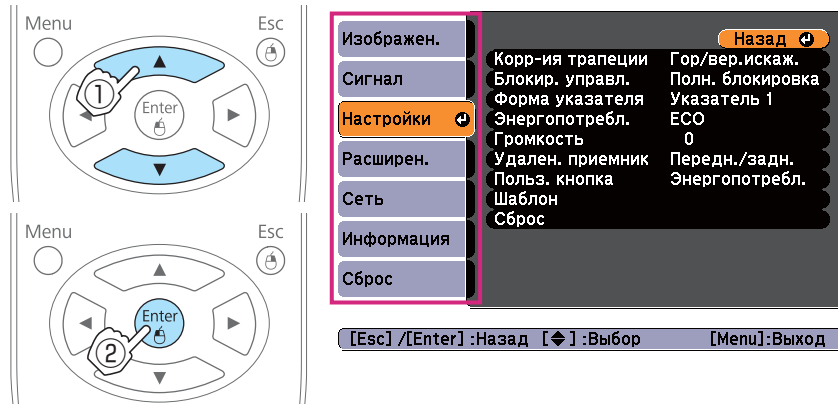 Menu
Esc
Enter
1
Menu
Esc
Enter
2
Изображен.
Сигнал
Настройки
Расширен.
Сеть
Информация
Сброс
Назад
Корр-ия трапеции Гор/вер.искаж.
Блокир. управл. Полн. блокировка
Форма указателя Указатель 1
Энергопотребл. ECO
Громкость 0
Удален. приемник Передн./задн.
Польз. кнопка Энергопотребл.
Шаблон
Сброс
[Esc] /[Enter] :Назад [◆] :Выбор [Menu]:Выход